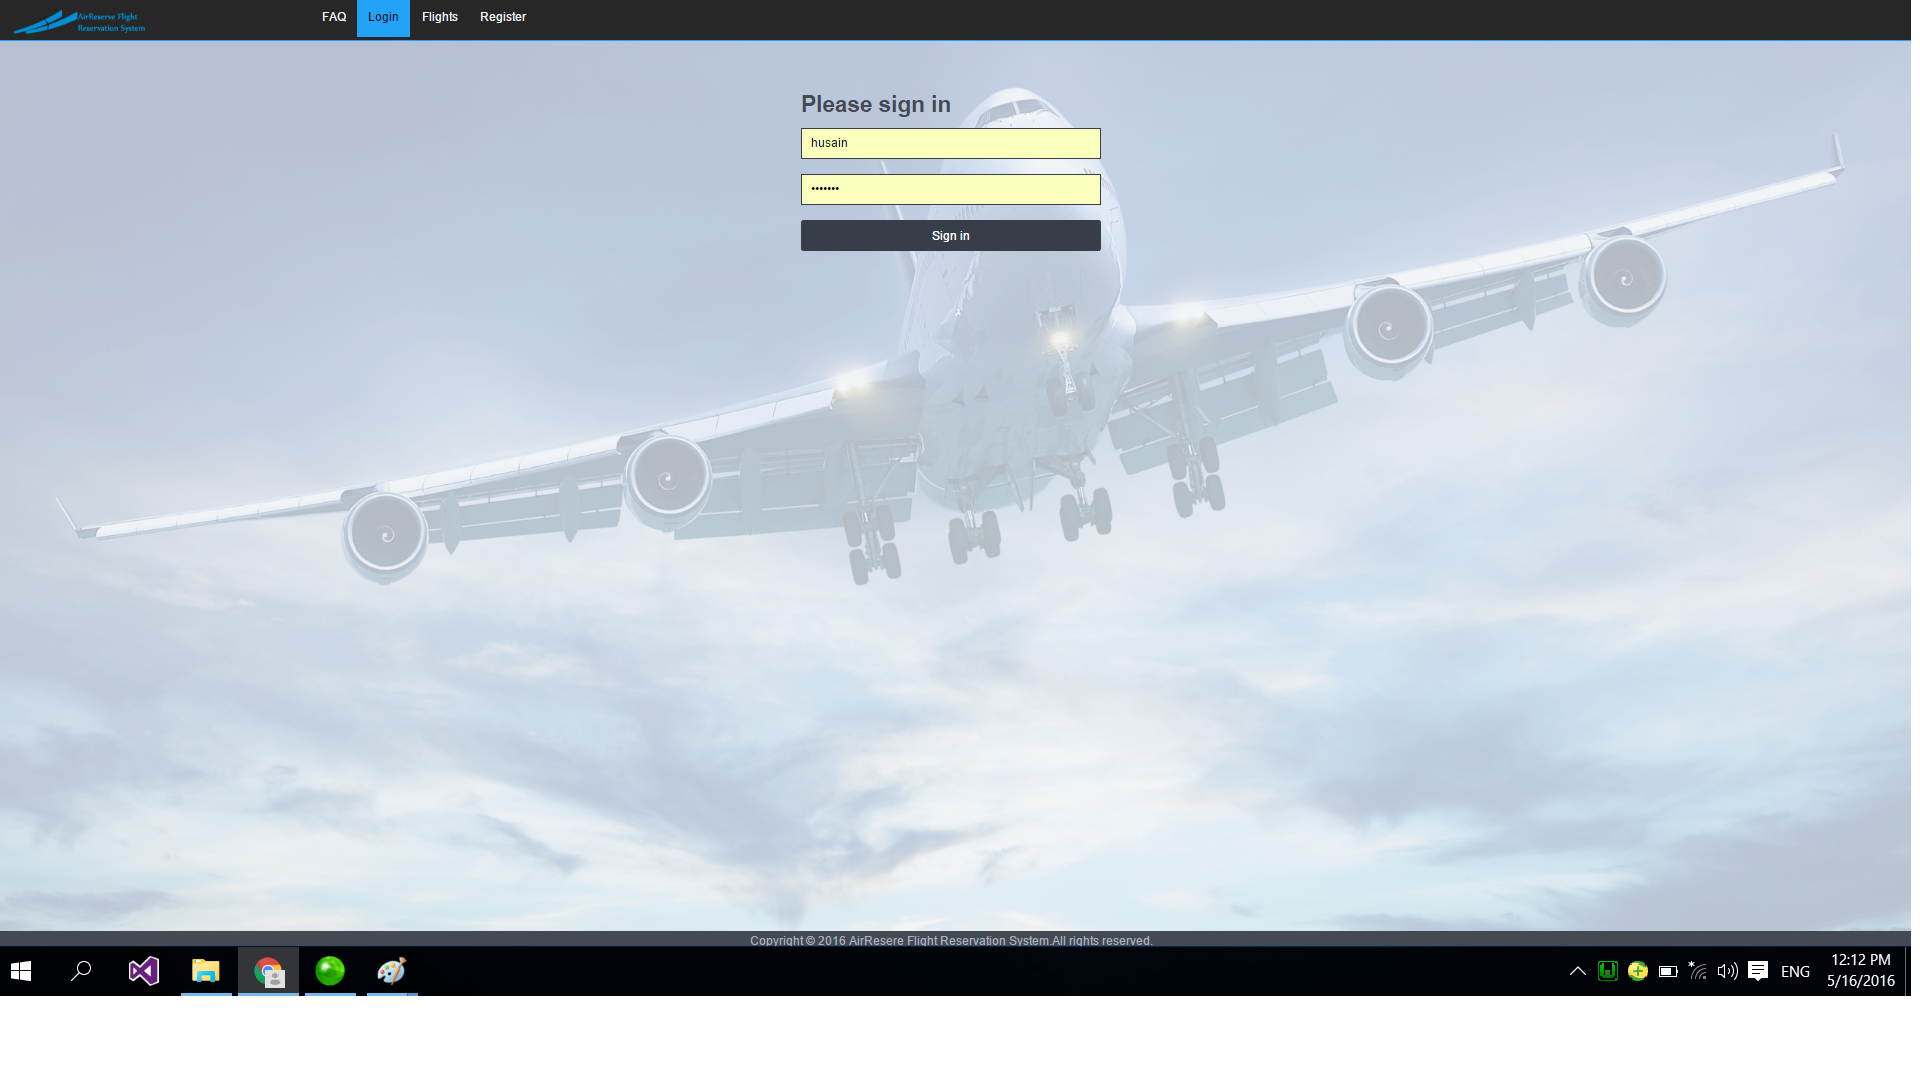 AirReserve Flight
Reservation System
FAQ Login Flights Register
Please sign in
husain
•••••••
Sign in
Copyright © 2016 AirResere Flight Reservation System.All rights reserved.
ENG
12:12 PM
5/16/2016